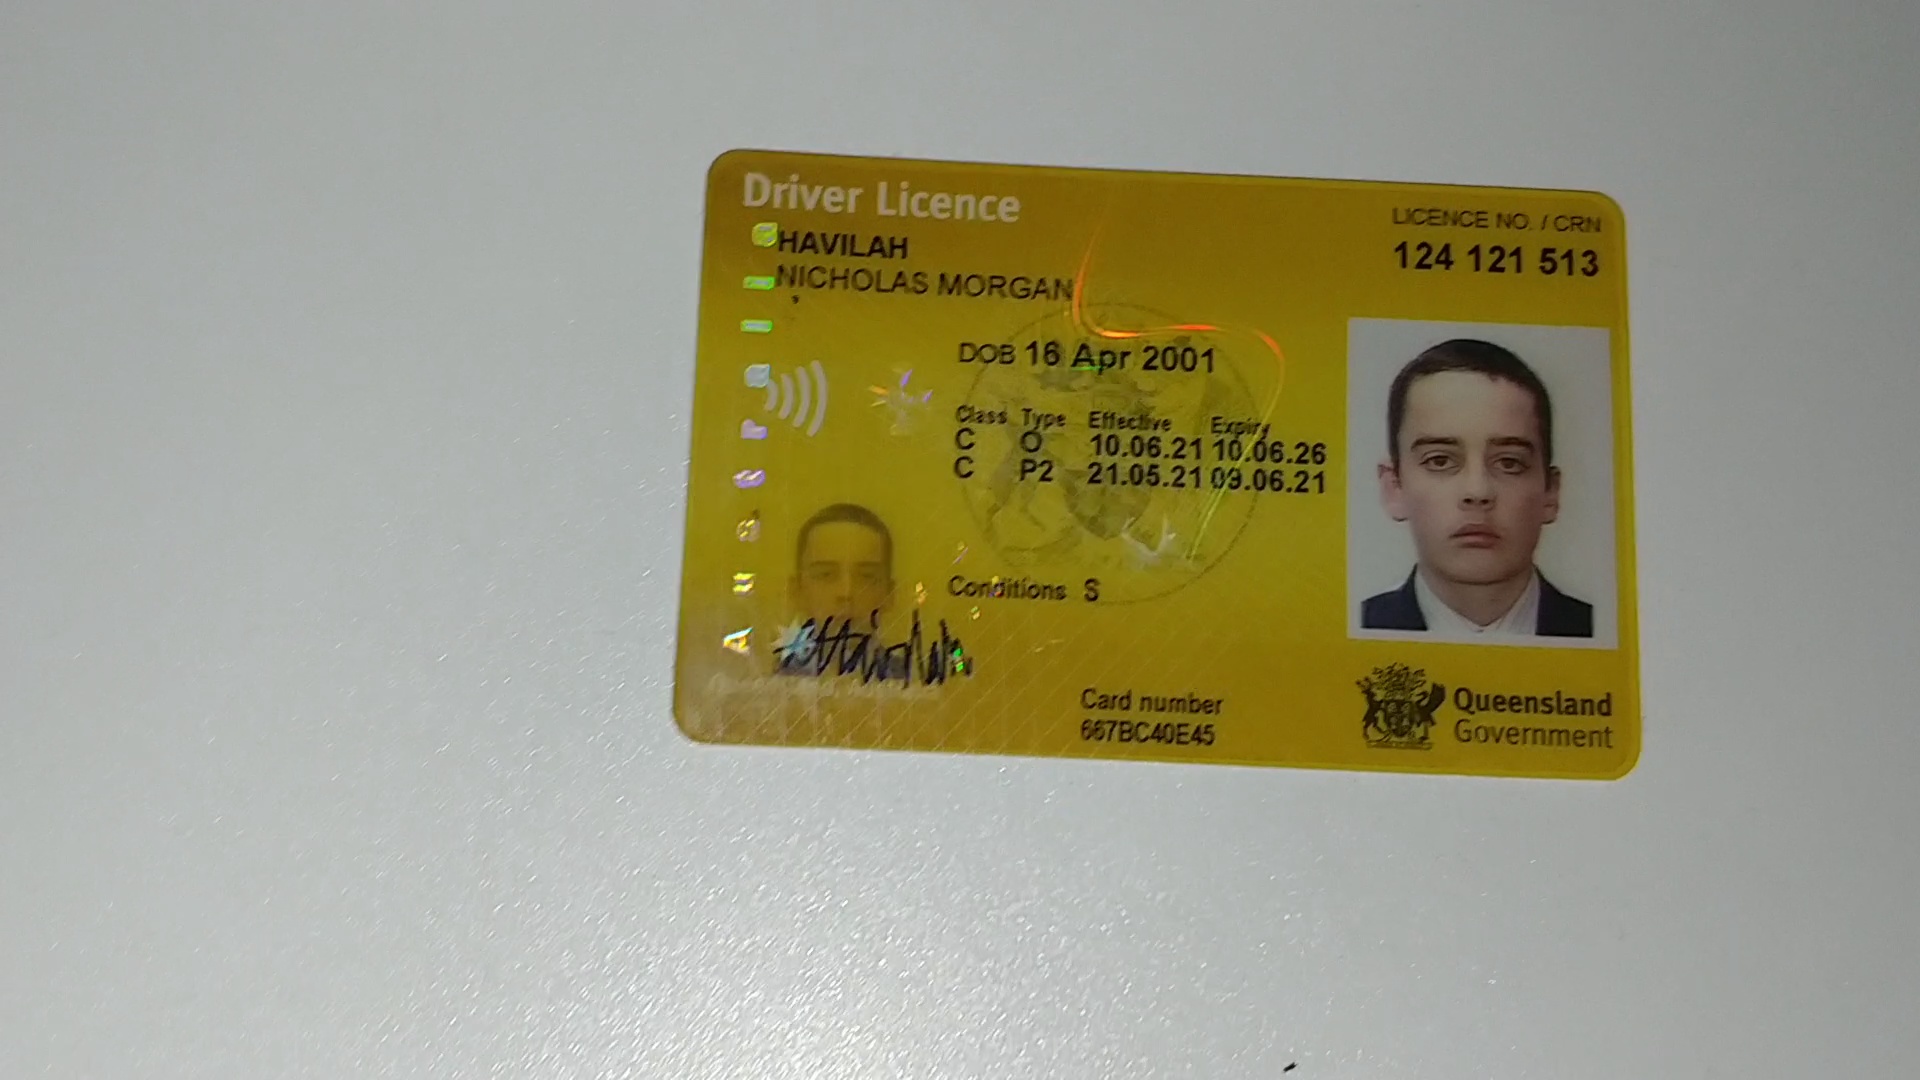 Driver Licence
HAVILAH
NICHOLAS MORGAN
LICENCE NO. / CRN
124 121 513
DOB 16 Apr 2001
Class Type Effective Expiry
C O 10.06.21 10.06.26
C P2 21.05.21 09.06.21
Conditions S
Card number
667BC40E45
Queensland
Government
Australia